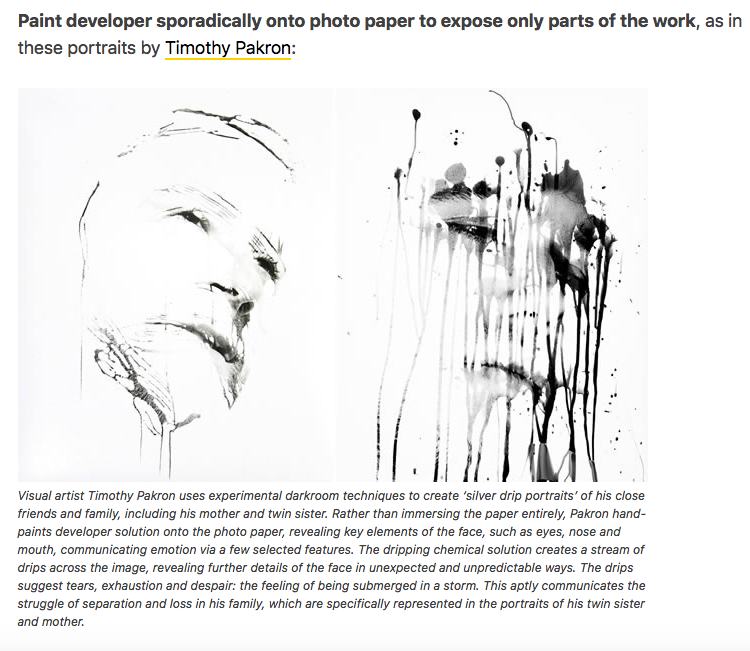 Paint developer sporadically onto photo paper to expose only parts of the work, as in
these portraits by Timothy Pakron:
Visual artist Timothy Pakron uses experimental darkroom techniques to create ‘silver drip portraits’ of his close
friends and family, including his mother and twin sister. Rather than immersing the paper entirely, Pakron hand-
paints developer solution onto the photo paper, revealing key elements of the face, such as eyes, nose and
mouth, communicating emotion via a few selected features. The dripping chemical solution creates a stream of
drips across the image, revealing further details of the face in unexpected and unpredictable ways. The drips
suggest tears, exhaustion and despair: the feeling of being submerged in a storm. This aptly communicates the
struggle of separation and loss in his family, which are specifically represented in the portraits of his twin sister
and mother.